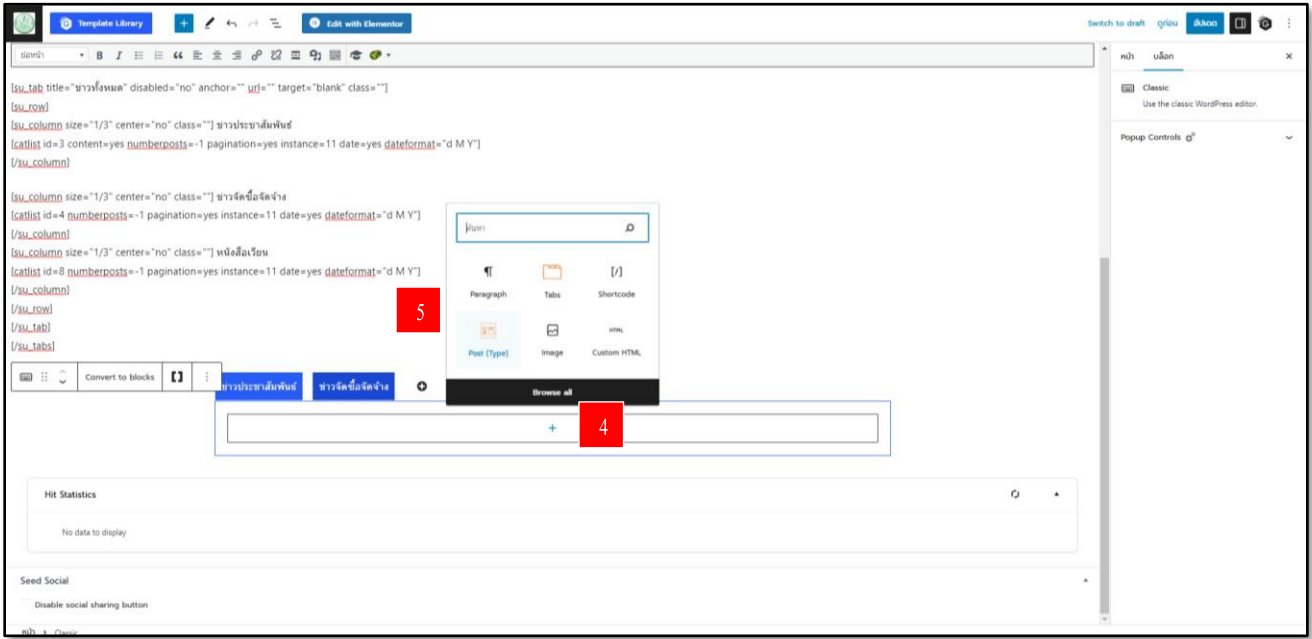 Template Library
Edit with Elementor
Switch to draft ดูก่อน อัปเดต
ย่อหน้า
B I
หน้า บล็อก
Classic
Use the classic WordPress editor.
Popup Controls
[su_tab title="ข่าวทั้งหมด" disabled="no" anchor="" url="" target="blank" class=""]
[su_row]
[su_column size="1/3" center="no" class=""] ข่าวประชาสัมพันธ์
[catlist id=3 content=yes numberposts=-1 pagination=yes instance=11 date=yes dateformat="d M Y"]
[/su_column]
[su_column size="1/3" center="no" class=""] ข่าวจัดซื้อจัดจ้าง
[catlist id=4 numberposts=-1 pagination=yes instance=11 date=yes dateformat="d M Y"]
[/su_column]
[su_column size="1/3" center="no" class=""] หนังสือเวียน
[catlist id=8 numberposts=-1 pagination=yes instance=11 date=yes dateformat="d M Y"]
[/su_column]
[/su_row]
[/su_tab]
[/su_tabs]
ค้นหา
Paragraph Tabs Shortcode
5
HTML
Post (Type) Image Custom HTML
Browse all
Convert to blocks
ข่าวประชาสัมพันธ์ ข่าวจัดซื้อจัดจ้าง
4
Hit Statistics
No data to display
Seed Social
Disable social sharing button
หน้า › Classic